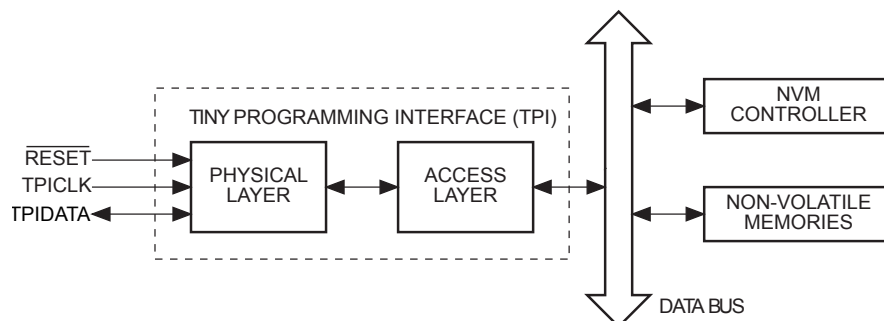 TINY PROGRAMMING INTERFACE (TPI)
RESET
TPICLK
TPIDATA
PHYSICAL
LAYER
ACCESS
LAYER
NVM
CONTROLLER
NON-VOLATILE
MEMORIES
DATA BUS